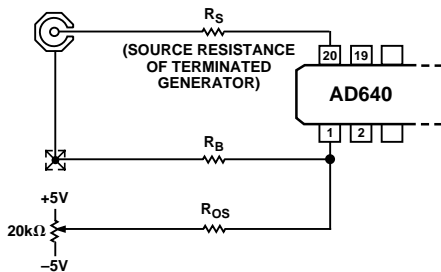 R_S
(SOURCE RESISTANCE
OF TERMINATED
GENERATOR)
20 19
AD640
1 2
R_B
+5V
20kΩ
R_OS
–5V